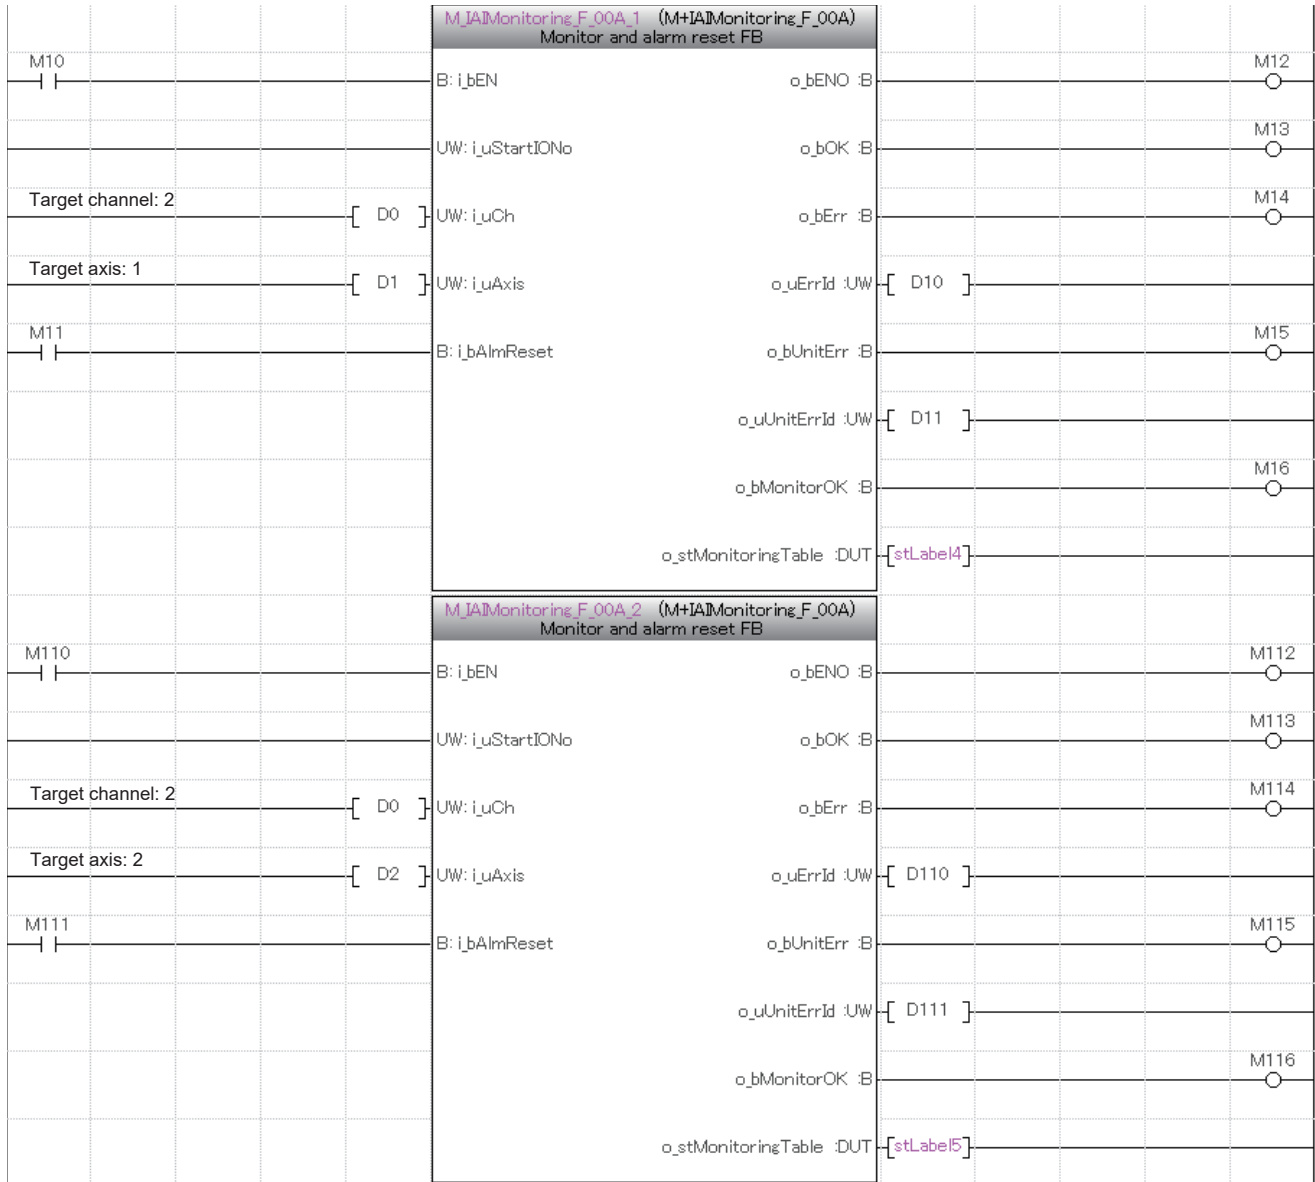 M_IAIMonitoring_F_00A_1 (M+IAIMonitoring_F_00A)
Monitor and alarm reset FB
M10
B: i_bEN
o_bENO :B
M12
UW: i_uStartIONo
o_bOK :B
M13
Target channel: 2
D0
UW: i_uCh
o_bErr :B
M14
Target axis: 1
D1
UW: i_uAxis
o_uErrId :UW
D10
M11
B: i_bAlmReset
o_bUnitErr :B
M15
o_uUnitErrId :UW
D11
o_bMonitorOK :B
M16
o_stMonitoringTable :DUT
stLabel4
M_IAIMonitoring_F_00A_2 (M+IAIMonitoring_F_00A)
Monitor and alarm reset FB
M110
B: i_bEN
o_bENO :B
M112
UW: i_uStartIONo
o_bOK :B
M113
Target channel: 2
D0
UW: i_uCh
o_bErr :B
M114
Target axis: 2
D2
UW: i_uAxis
o_uErrId :UW
D110
M111
B: i_bAlmReset
o_bUnitErr :B
M115
o_uUnitErrId :UW
D111
o_bMonitorOK :B
M116
o_stMonitoringTable :DUT
stLabel5